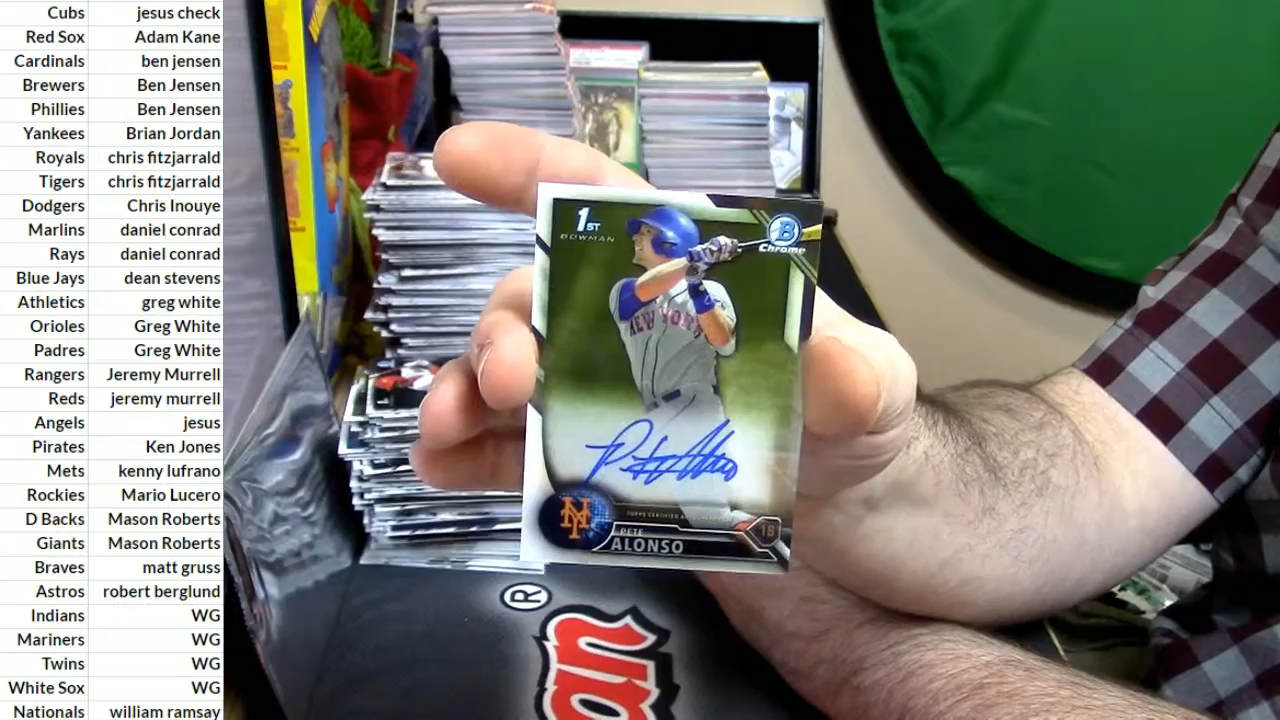 Cubs jesus check
Red Sox Adam Kane
Cardinals ben jensen
Brewers Ben Jensen
Phillies Ben Jensen
Yankees Brian Jordan
Royals chris fitzjarrald
Tigers chris fitzjarrald
Dodgers Chris Inouye
Marlins daniel conrad
Rays daniel conrad
Blue Jays dean stevens
Athletics greg white
Orioles Greg White
Padres Greg White
Rangers Jeremy Murrell
Reds jeremy murrell
Angels jesus
Pirates Ken Jones
Mets kenny lufrano
Rockies Mario Lucero
D Backs Mason Roberts
Giants Mason Roberts
Braves matt gruss
Astros robert berglund
Indians WG
Mariners WG
Twins WG
White Sox WG
Nationals william ramsay
1ST
BOWMAN
B
Chrome
NEW YORK
NY
TOPPS CERTIFIED
PETE
ALONSO
1B
®